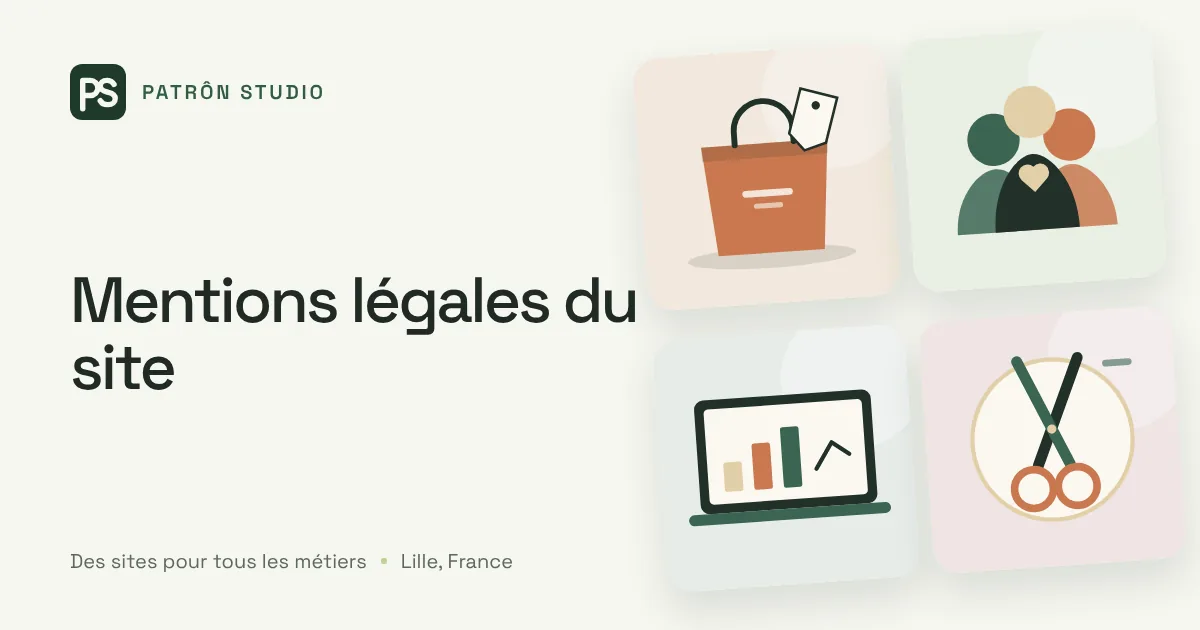 PS
PATRÔN STUDIO
Mentions légales du
site
Des sites pour tous les métiers • Lille, France